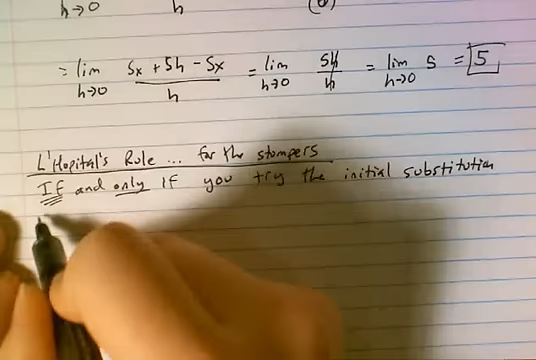 h→0 h (0)
= lim 5x + 5h - 5x = lim 5h = lim 5 = 5
h→0 h h→0 h h→0
L'Hopital's Rule ... for the stompers
If and only if you try the initial substitution